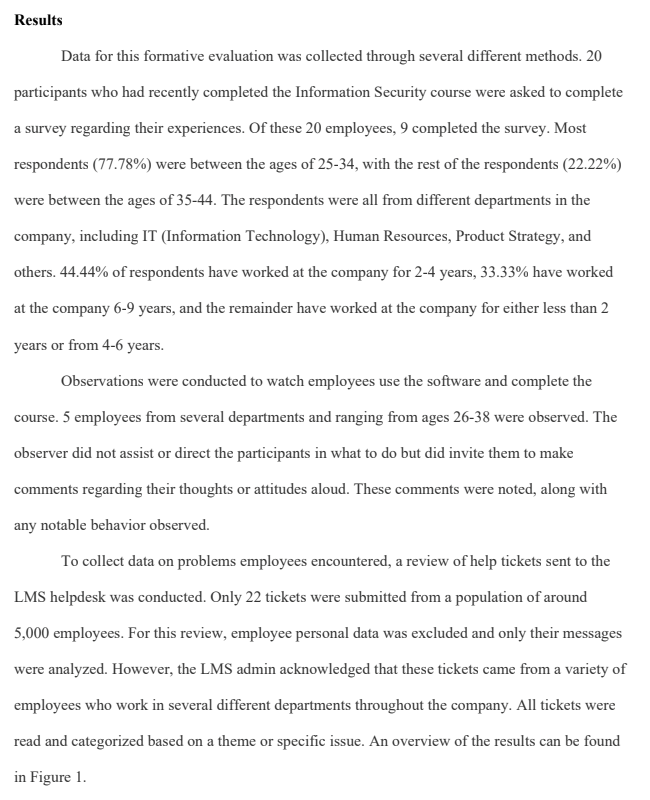 Results
Data for this formative evaluation was collected through several different methods. 20
participants who had recently completed the Information Security course were asked to complete
a survey regarding their experiences. Of these 20 employees, 9 completed the survey. Most
respondents (77.78%) were between the ages of 25-34, with the rest of the respondents (22.22%)
were between the ages of 35-44. The respondents were all from different departments in the
company, including IT (Information Technology), Human Resources, Product Strategy, and
others. 44.44% of respondents have worked at the company for 2-4 years, 33.33% have worked
at the company 6-9 years, and the remainder have worked at the company for either less than 2
years or from 4-6 years.
Observations were conducted to watch employees use the software and complete the
course. 5 employees from several departments and ranging from ages 26-38 were observed. The
observer did not assist or direct the participants in what to do but did invite them to make
comments regarding their thoughts or attitudes aloud. These comments were noted, along with
any notable behavior observed.
To collect data on problems employees encountered, a review of help tickets sent to the
LMS helpdesk was conducted. Only 22 tickets were submitted from a population of around
5,000 employees. For this review, employee personal data was excluded and only their messages
were analyzed. However, the LMS admin acknowledged that these tickets came from a variety of
employees who work in several different departments throughout the company. All tickets were
read and categorized based on a theme or specific issue. An overview of the results can be found
in Figure 1.